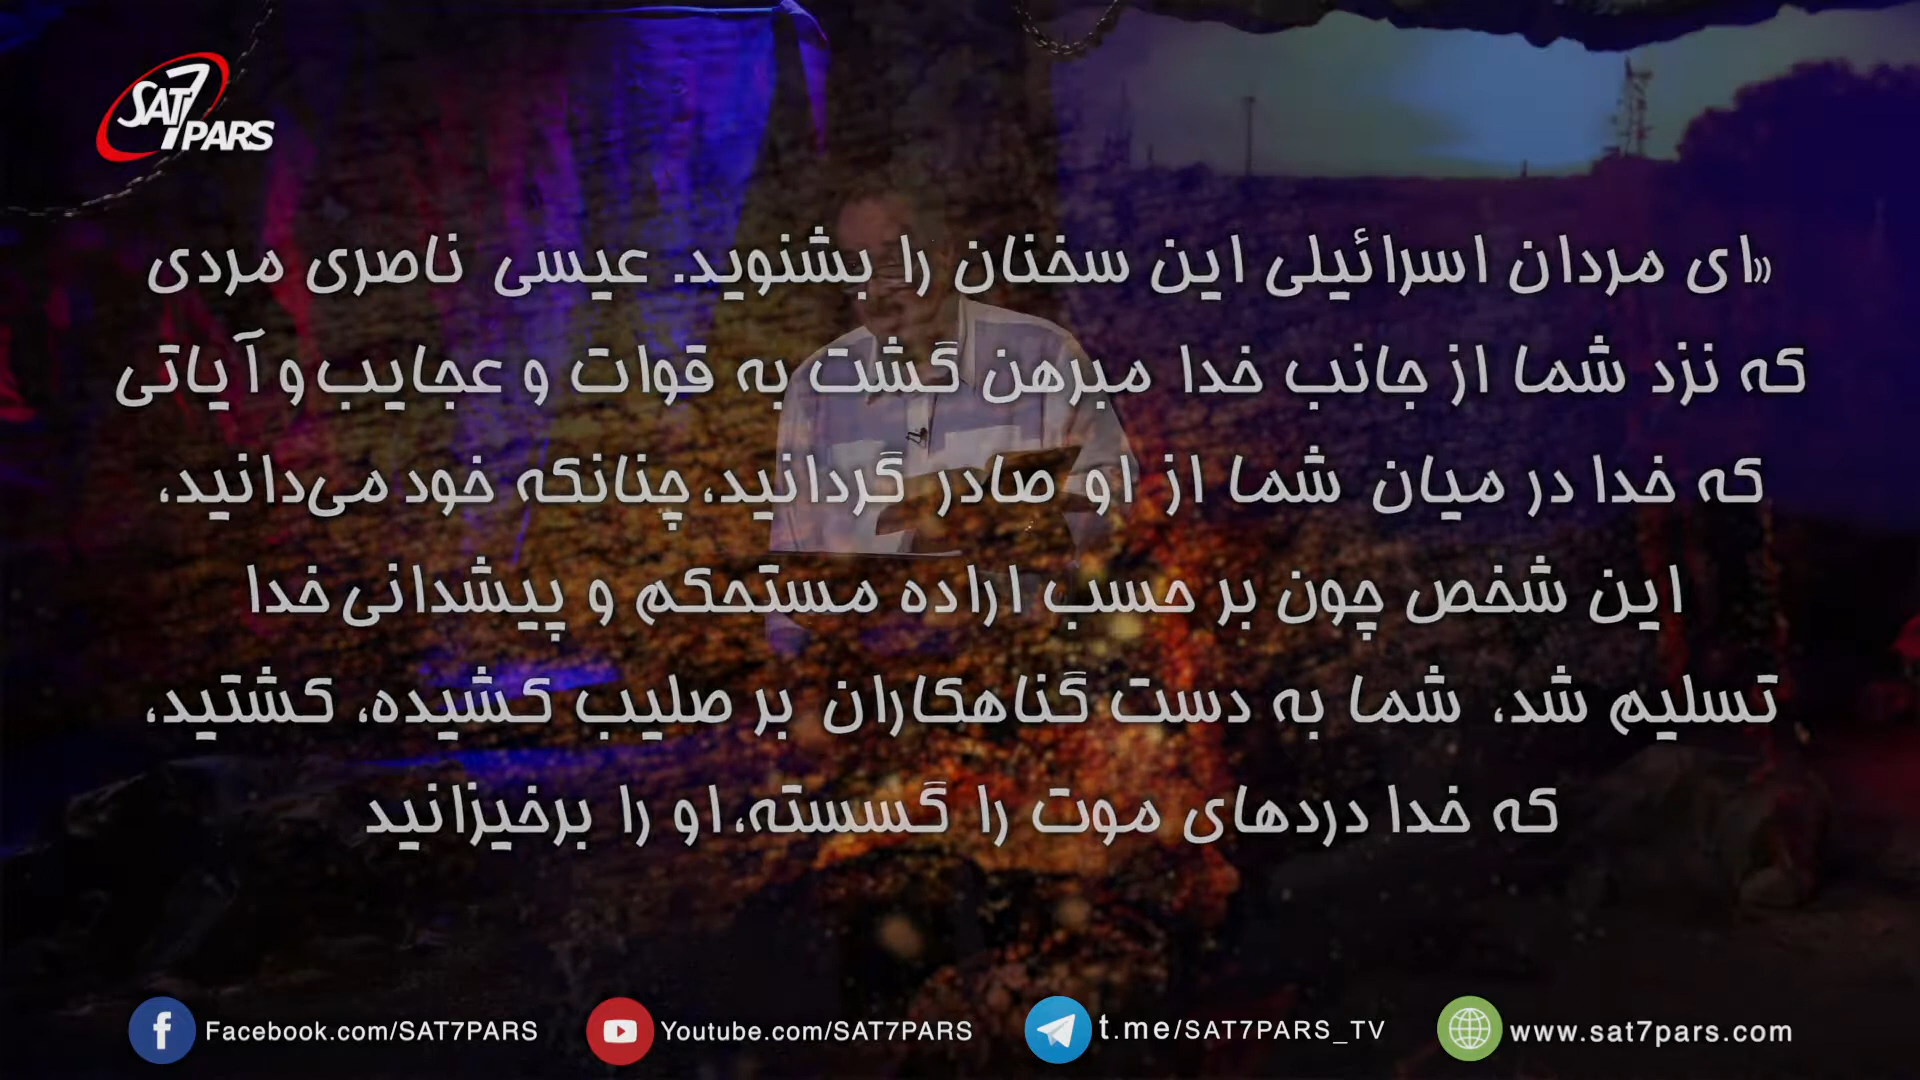 SAT7
PARS
«ای مردان اسرائیلی این سخنان را بشنوید. عیسی ناصری مردی
که نزد شما از جانب خدا مبرهن گشت به قوات و عجایب و آیاتی
که خدا در میان شما از او صادر گردانید، چنانکه خود می‌دانید،
این شخص چون بر حسب اراده مستحکم و پیشدانی خدا
تسلیم شد، شما به دست گناهکاران بر صلیب کشیده، کشتید،
که خدا دردهای موت را گسسته، او را برخیزانید
Facebook.com/SAT7PARS
Youtube.com/SAT7PARS
t.me/SAT7PARS_TV
www.sat7pars.com